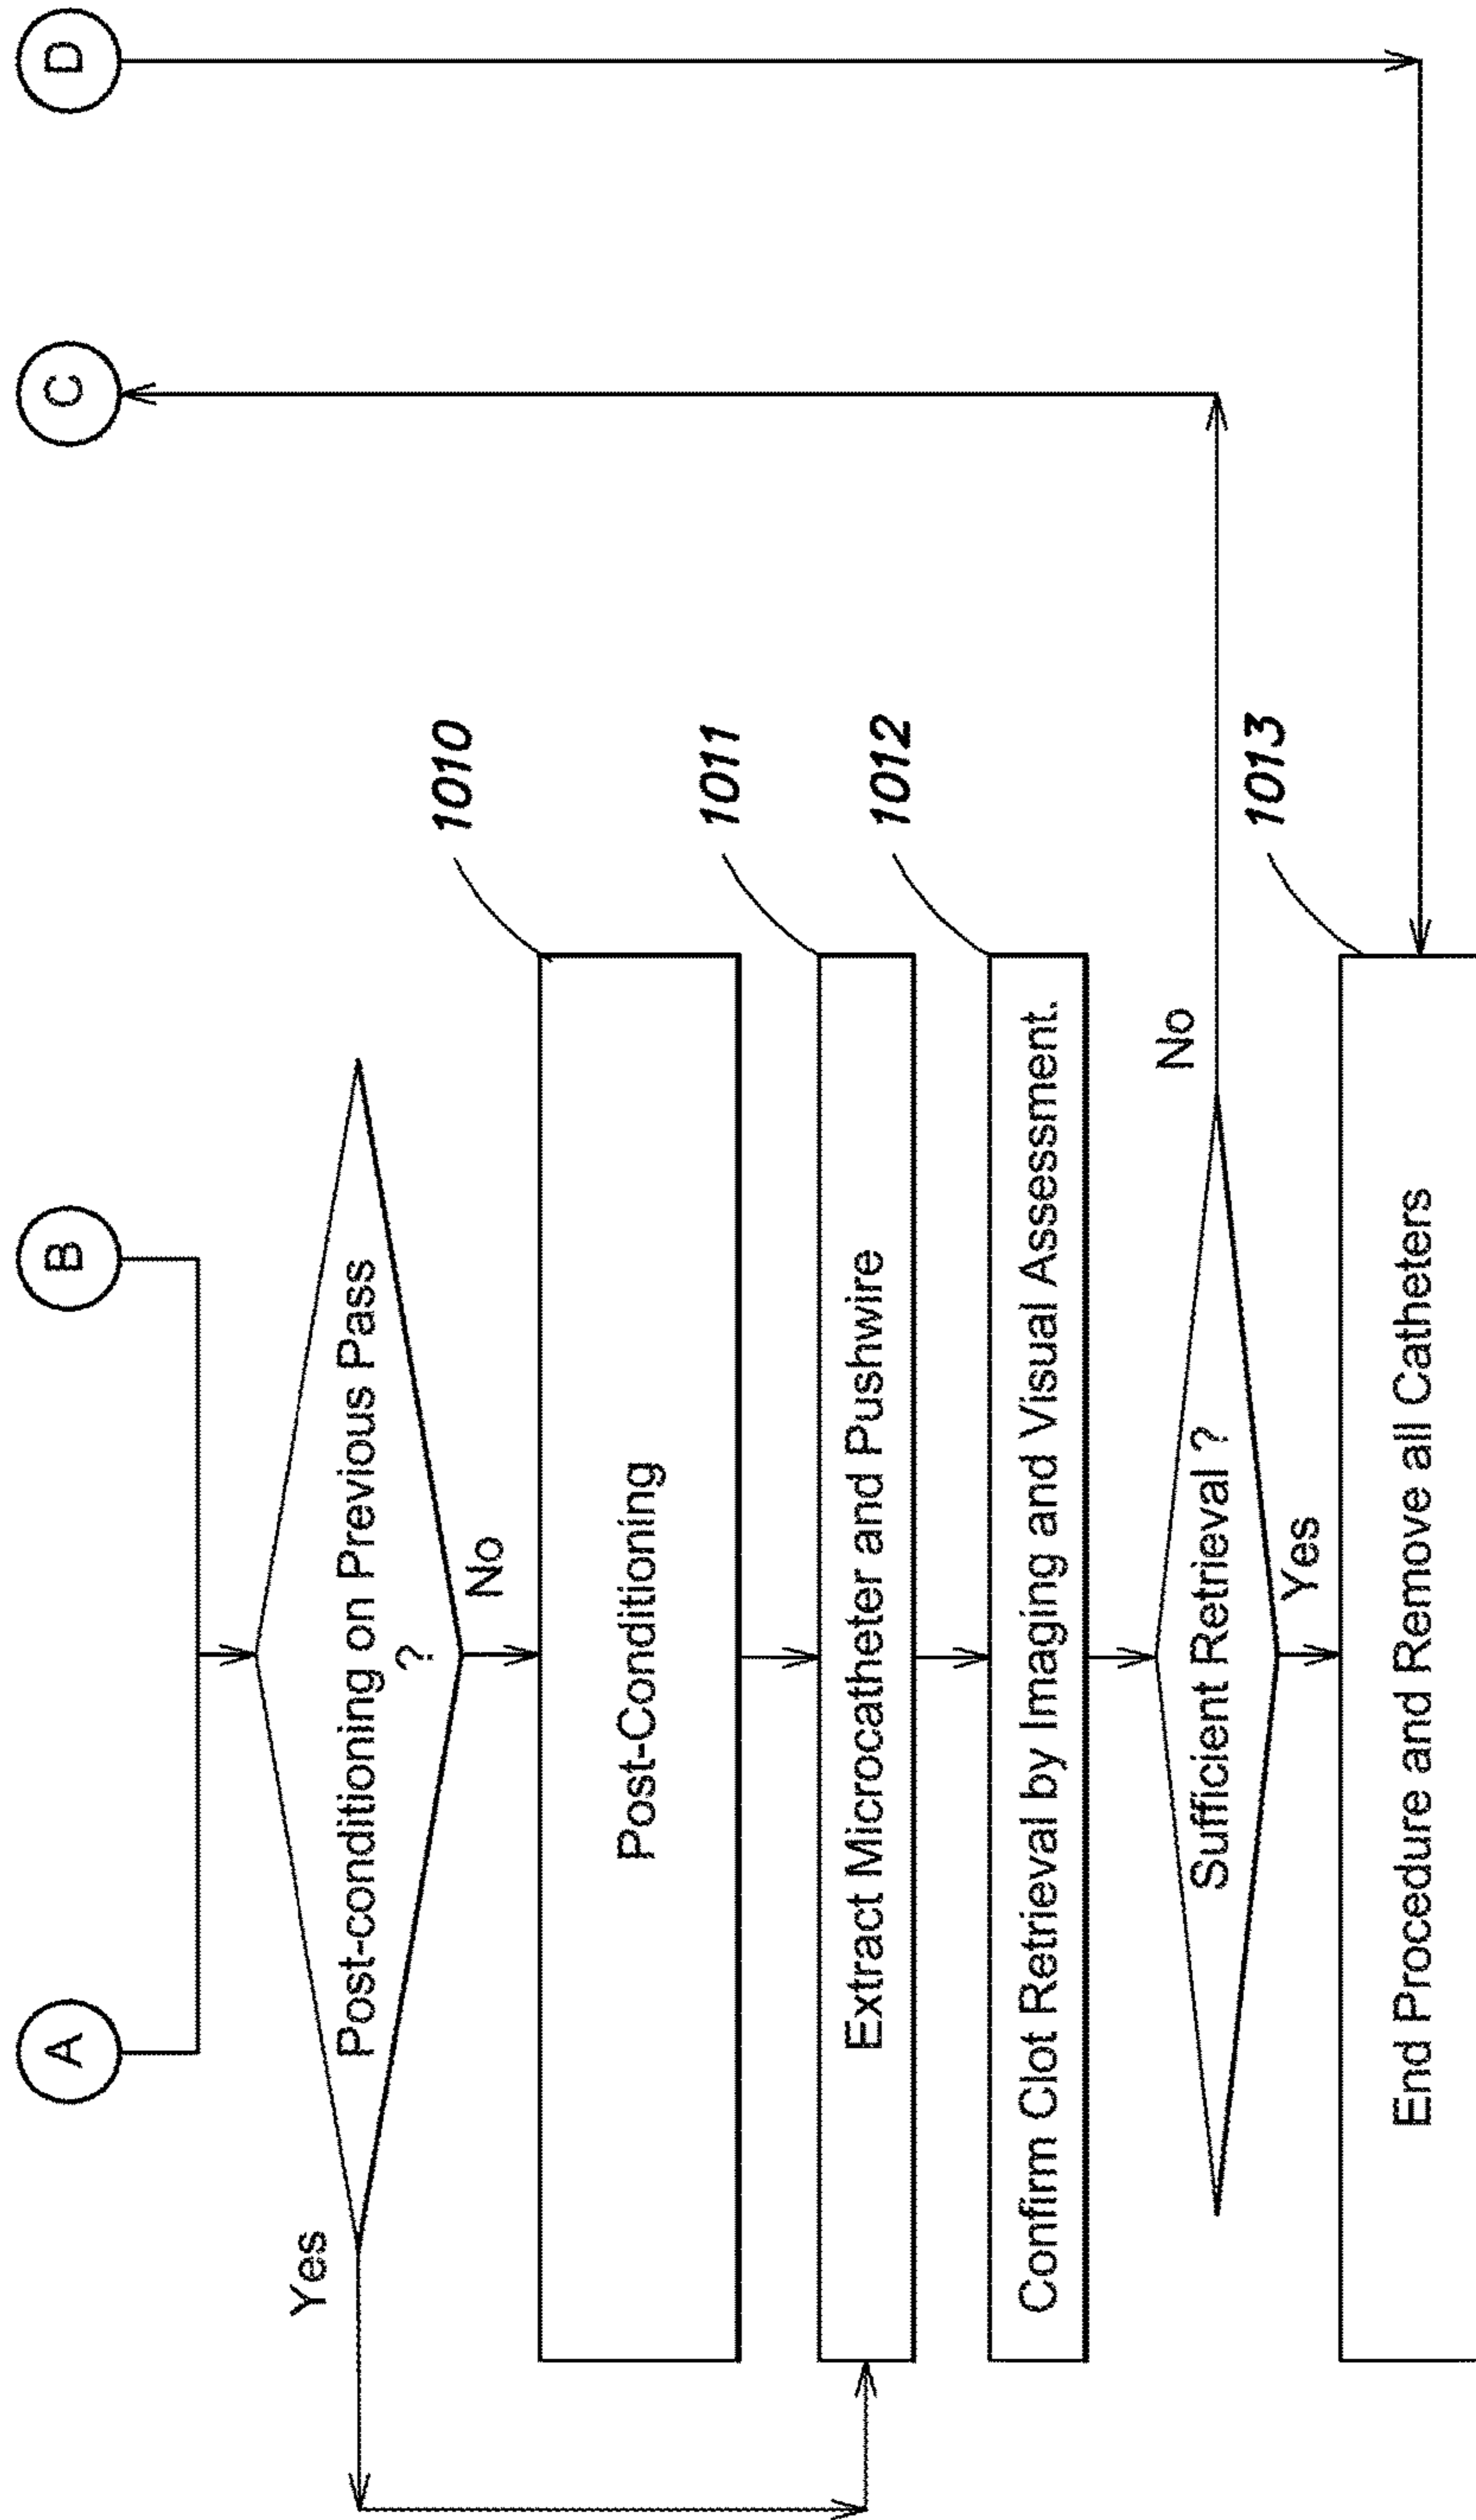 A
B
C
D
Post-conditioning on Previous Pass
?
Yes
No
1010
Post-Conditioning
1011
Extract Microcatheter and Pushwire
1012
Confirm Clot Retrieval by Imaging and Visual Assessment.
Sufficient Retrieval ?
No
Yes
1013
End Procedure and Remove all Catheters